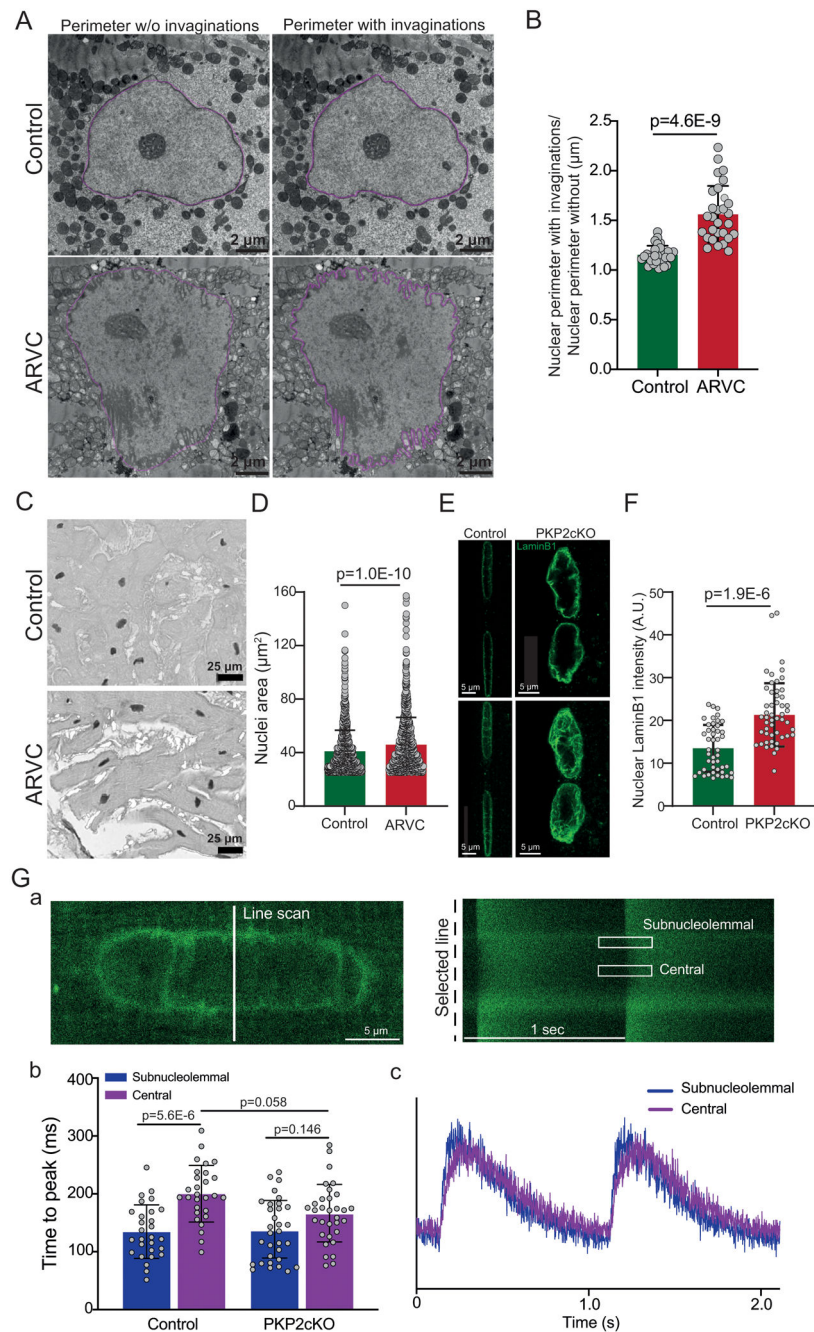 A
Perimeter w/o invaginations
Perimeter with invaginations
Control
2 µm
2 µm
ARVC
2 µm
2 µm
B
Nuclear perimeter with invaginations/
Nuclear perimeter without (µm)
2.5
2.0
1.5
1.0
0.5
0.0
p=4.6E-9
Control
ARVC
C
Control
25 µm
ARVC
25 µm
D
Nuclei area (µm²)
160
120
80
40
0
p=1.0E-10
Control
ARVC
E
Control
PKP2cKO
LaminB1
5 µm
5 µm
5 µm
5 µm
F
Nuclear LaminB1 intensity (A.U.)
50
40
30
20
10
0
p=1.9E-6
Control
PKP2cKO
G
a
Line scan
5 µm
Selected line
Subnucleolemmal
Central
1 sec
b
Subnucleolemmal
Central
Time to peak (ms)
400
300
200
100
0
p=5.6E-6
p=0.058
p=0.146
Control
PKP2cKO
c
Subnucleolemmal
Central
0
1.0
2.0
Time (s)